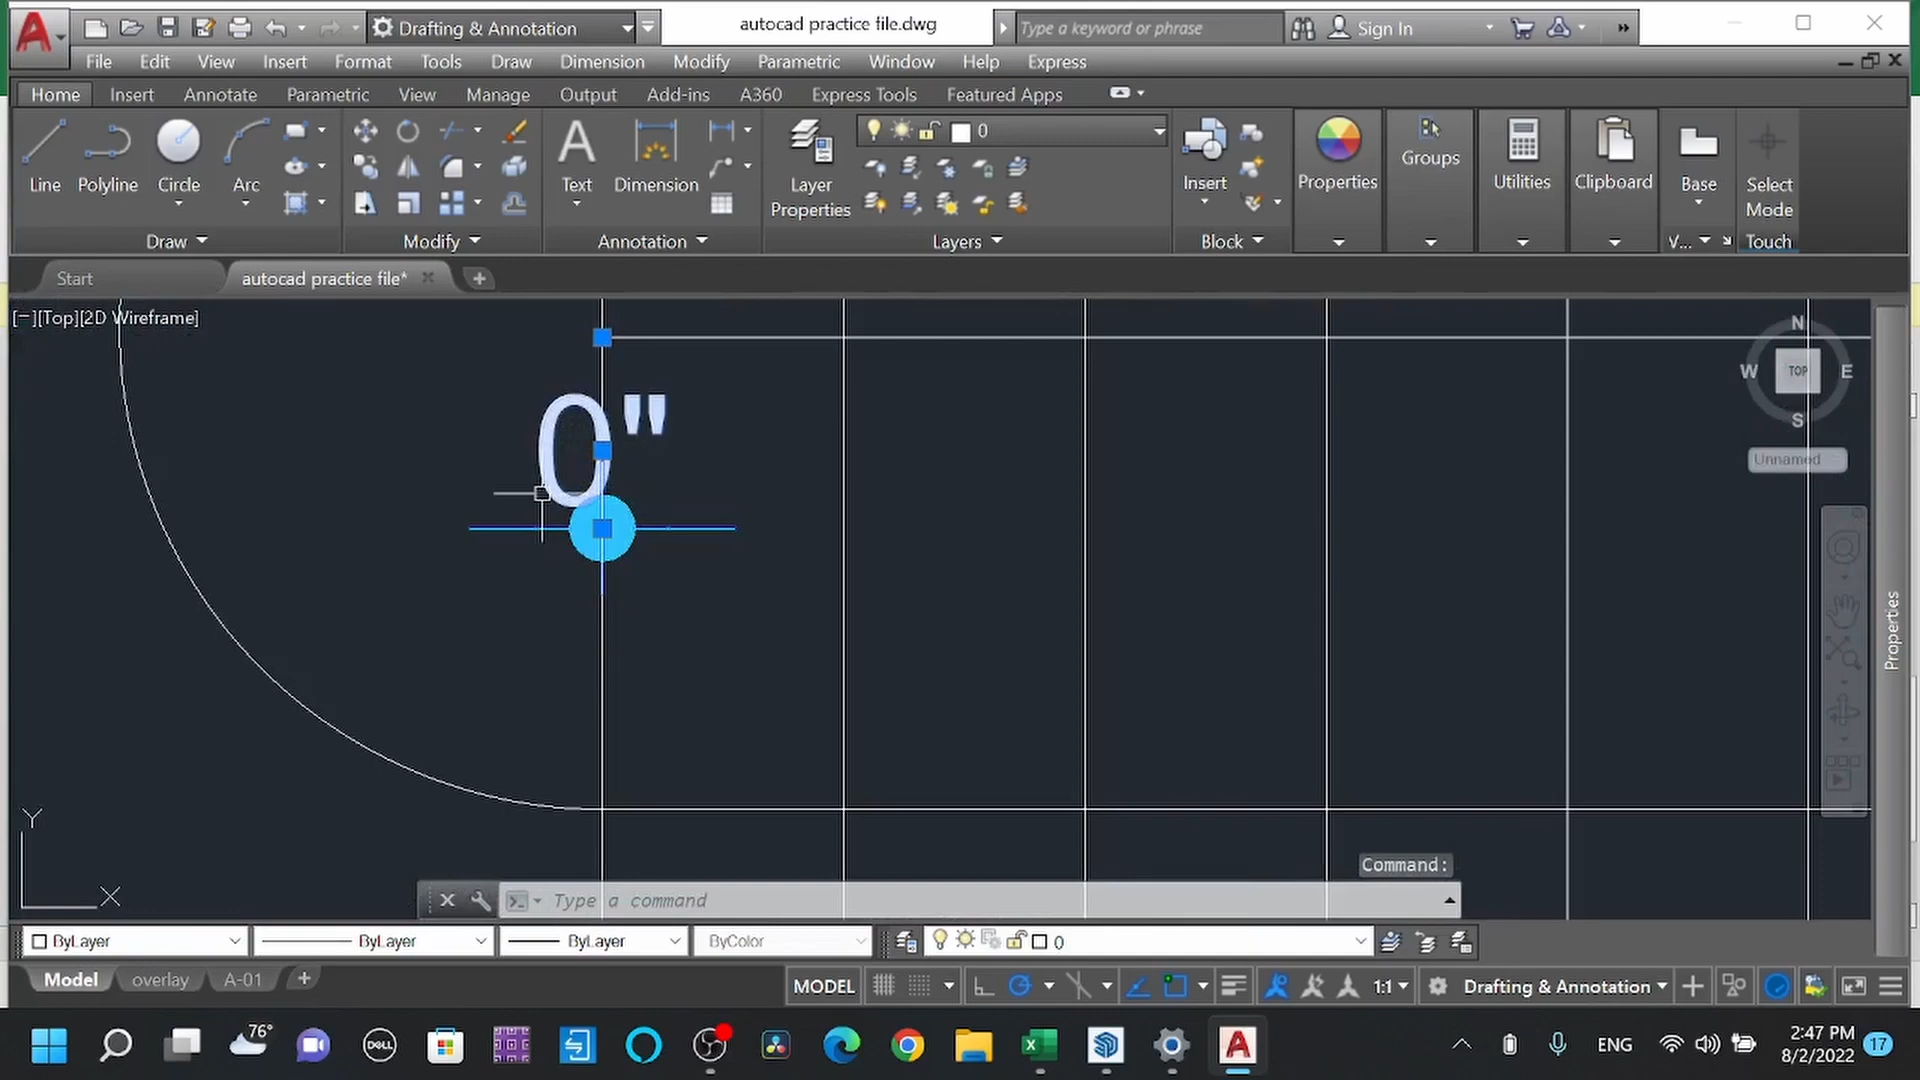 Drafting & Annotation
autocad practice file.dwg
Type a keyword or phrase
Sign In
File Edit View Insert Format Tools Draw Dimension Modify Parametric Window Help Express
Home Insert Annotate Parametric View Manage Output Add-ins A360 Express Tools Featured Apps
0
Line Polyline Circle Arc
Text Dimension
Layer Properties
Insert
Properties
Groups
Utilities
Clipboard
Base
Select Mode
Draw Modify Annotation Layers Block V... Touch
Start autocad practice file*
[−][Top][2D Wireframe]
N
W TOP E
S
Unnamed
0"
Properties
Y
X
Command:
Type a command
ByLayer ByLayer ByLayer ByColor 0
Model overlay A-01
MODEL 1:1 Drafting & Annotation
76°
DELL
ENG
2:47 PM
8/2/2022
17